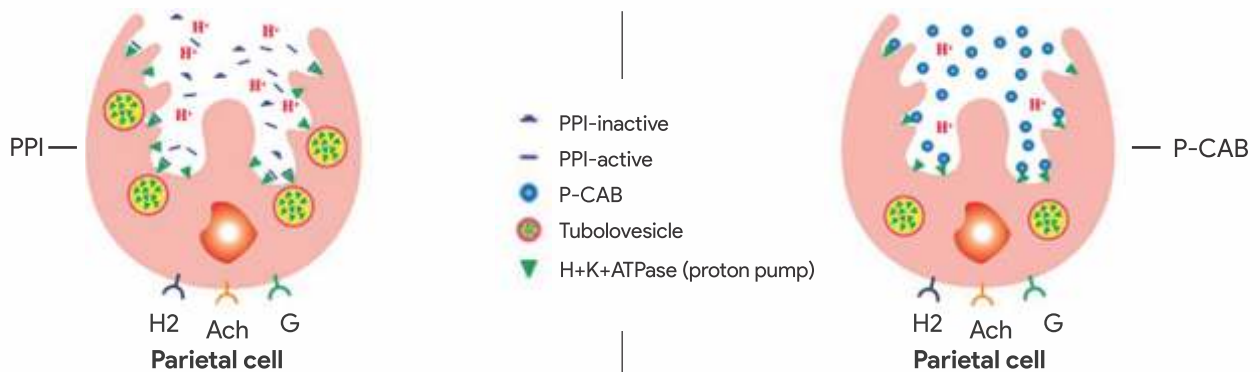 PPI
H+
H+
H+
H+
H+
H+
PPI-inactive
PPI-active
P-CAB
Tubolovesicle
H+K+ATPase (proton pump)
H2
Ach
G
Parietal cell
H+
H+
H+
P-CAB
H2
Ach
G
Parietal cell